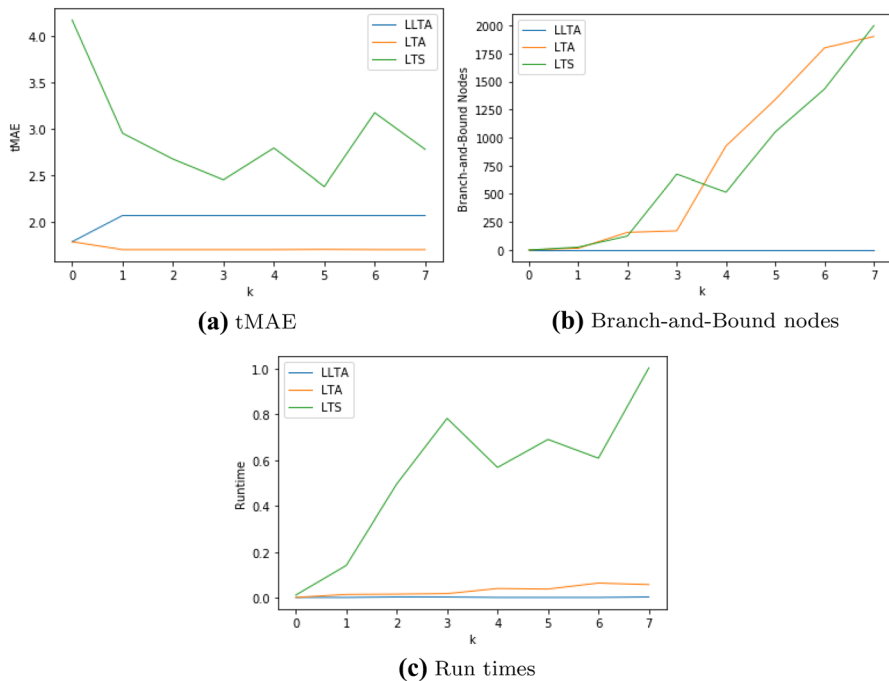 4.0
3.5
3.0
2.5
2.0
tMAE
LLTA
LTA
LTS
0 1 2 3 4 5 6 7
k
(a) tMAE
2000
1750
1500
1250
1000
750
500
250
0
Branch-and-Bound Nodes
LLTA
LTA
LTS
0 1 2 3 4 5 6 7
k
(b) Branch-and-Bound nodes
1.0
0.8
0.6
0.4
0.2
0.0
Runtime
LLTA
LTA
LTS
0 1 2 3 4 5 6 7
k
(c) Run times